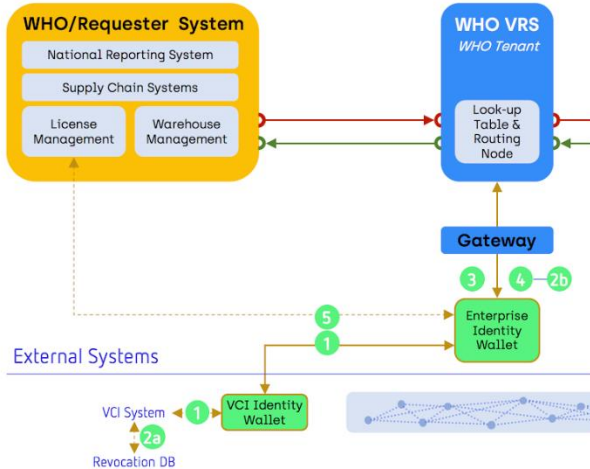 WHO/Requester System
National Reporting System
Supply Chain Systems
License
Management
Warehouse
Management
WHO VRS
WHO Tenant
Look-up
Table &
Routing
Node
Gateway
3
4
2b
Enterprise
Identity
Wallet
5
1
External Systems
VCI System
1
VCI Identity
Wallet
2a
Revocation DB